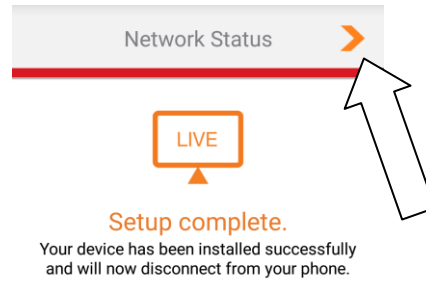 Network Status
LIVE
Setup complete.
Your device has been installed successfully
and will now disconnect from your phone.